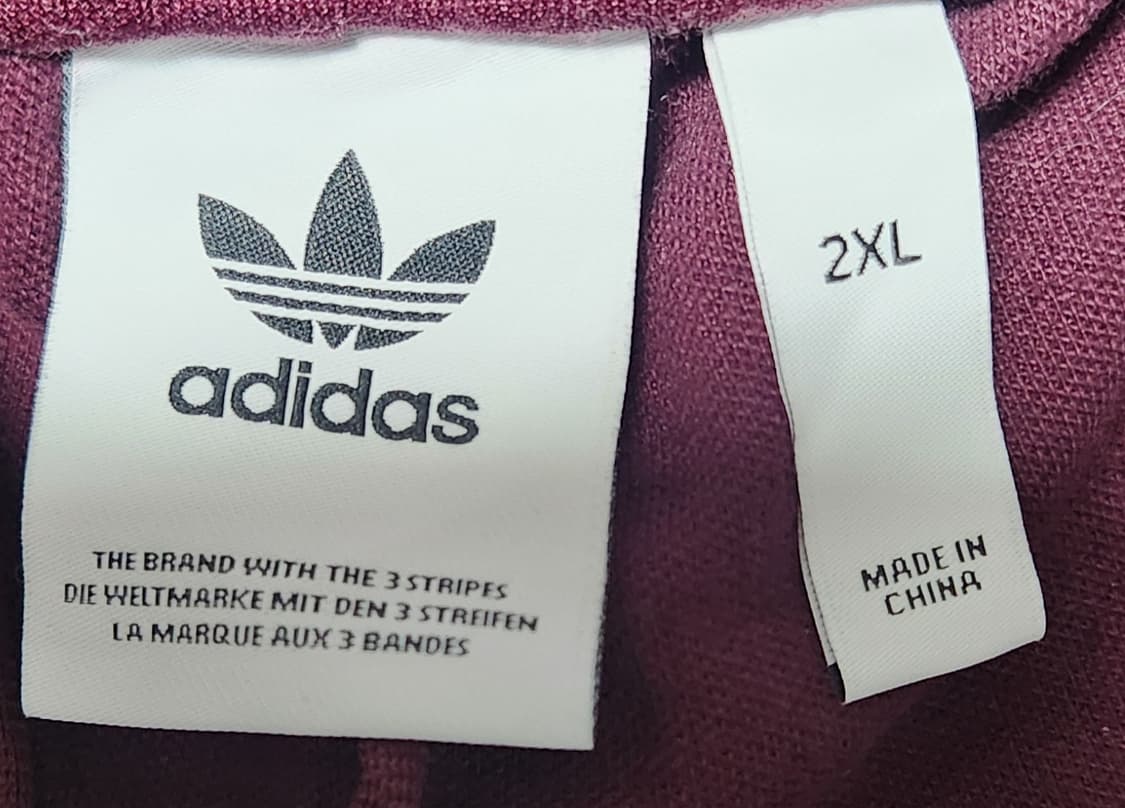 adidas
THE BRAND WITH THE 3 STRIPES
DIE WELTMARKE MIT DEN 3 STREIFEN
LA MARQUE AUX 3 BANDES
2XL
MADE IN
CHINA